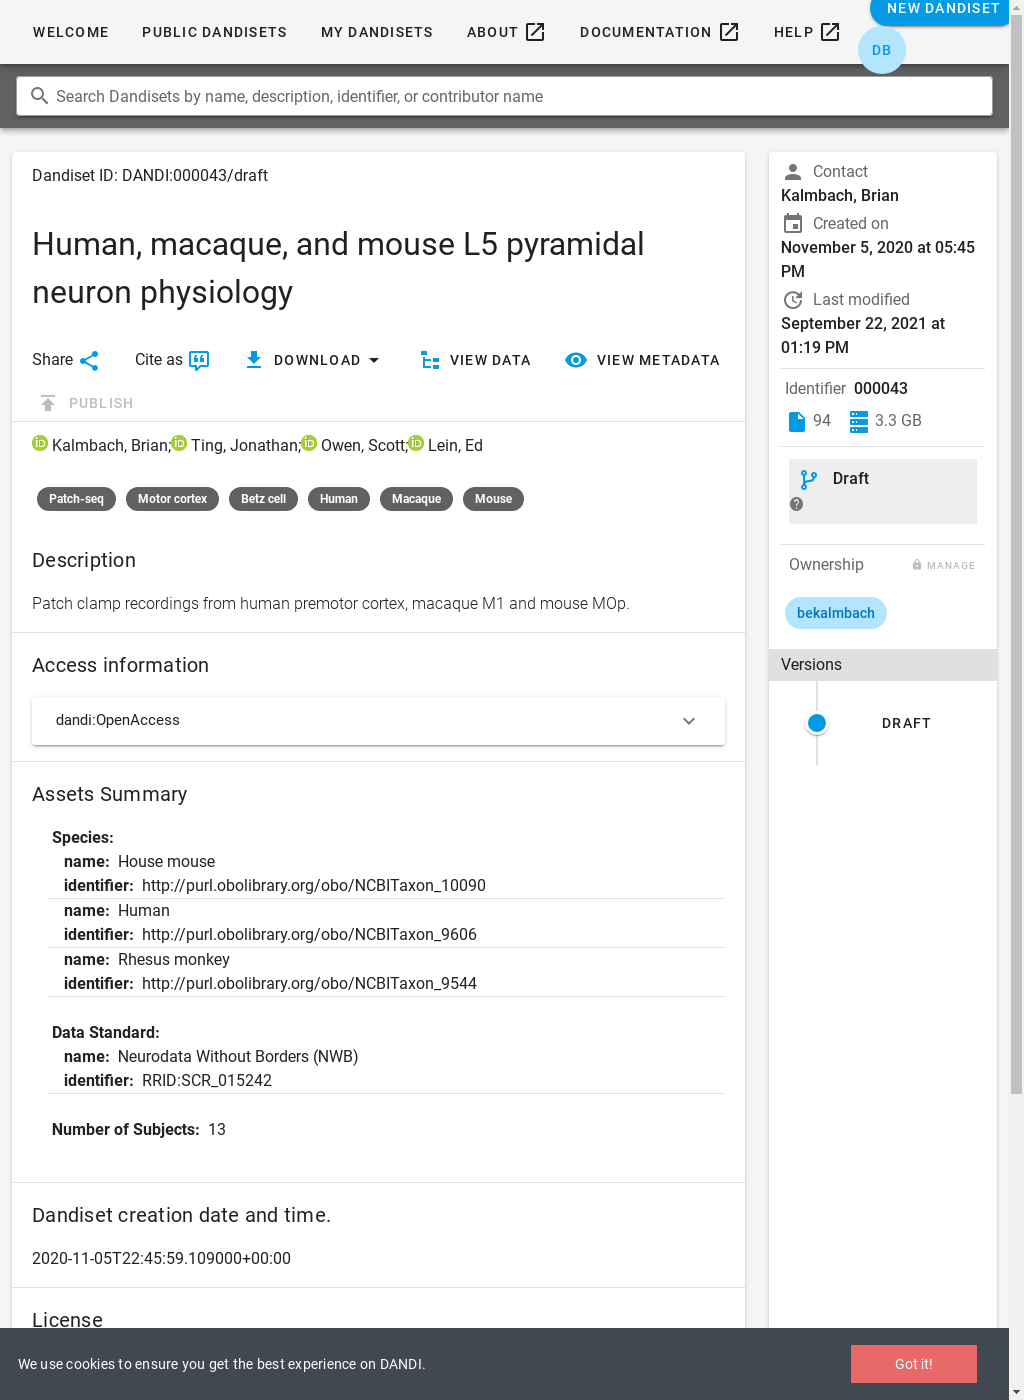 WELCOME PUBLIC DANDISETS MY DANDISETS ABOUT DOCUMENTATION HELP NEW DANDISET
DB
Search Dandisets by name, description, identifier, or contributor name
Dandiset ID: DANDI:000043/draft
Human, macaque, and mouse L5 pyramidal
neuron physiology
Share Cite as DOWNLOAD VIEW DATA VIEW METADATA
PUBLISH
iD Kalmbach, Brian; iD Ting, Jonathan; iD Owen, Scott; iD Lein, Ed
Patch-seq Motor cortex Betz cell Human Macaque Mouse
Description
Patch clamp recordings from human premotor cortex, macaque M1 and mouse MOp.
Access information
dandi:OpenAccess
Assets Summary
Species:
name: House mouse
identifier: http://purl.obolibrary.org/obo/NCBITaxon_10090
name: Human
identifier: http://purl.obolibrary.org/obo/NCBITaxon_9606
name: Rhesus monkey
identifier: http://purl.obolibrary.org/obo/NCBITaxon_9544
Data Standard:
name: Neurodata Without Borders (NWB)
identifier: RRID:SCR_015242
Number of Subjects: 13
Dandiset creation date and time.
2020-11-05T22:45:59.109000+00:00
License
Contact
Kalmbach, Brian
Created on
November 5, 2020 at 05:45
PM
Last modified
September 22, 2021 at
01:19 PM
Identifier 000043
94 3.3 GB
Draft
?
Ownership MANAGE
bekalmbach
Versions
DRAFT
We use cookies to ensure you get the best experience on DANDI. Got it!